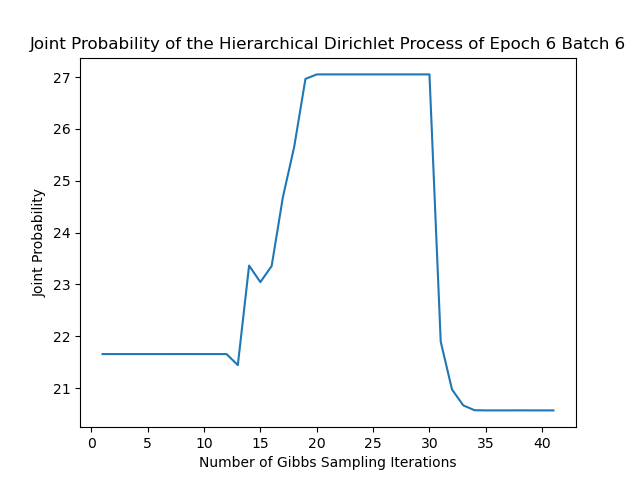 Joint Probability of the Hierarchical Dirichlet Process of Epoch 6 Batch 6
27
26
25
24
23
22
21
Joint Probability
0 5 10 15 20 25 30 35 40
Number of Gibbs Sampling Iterations